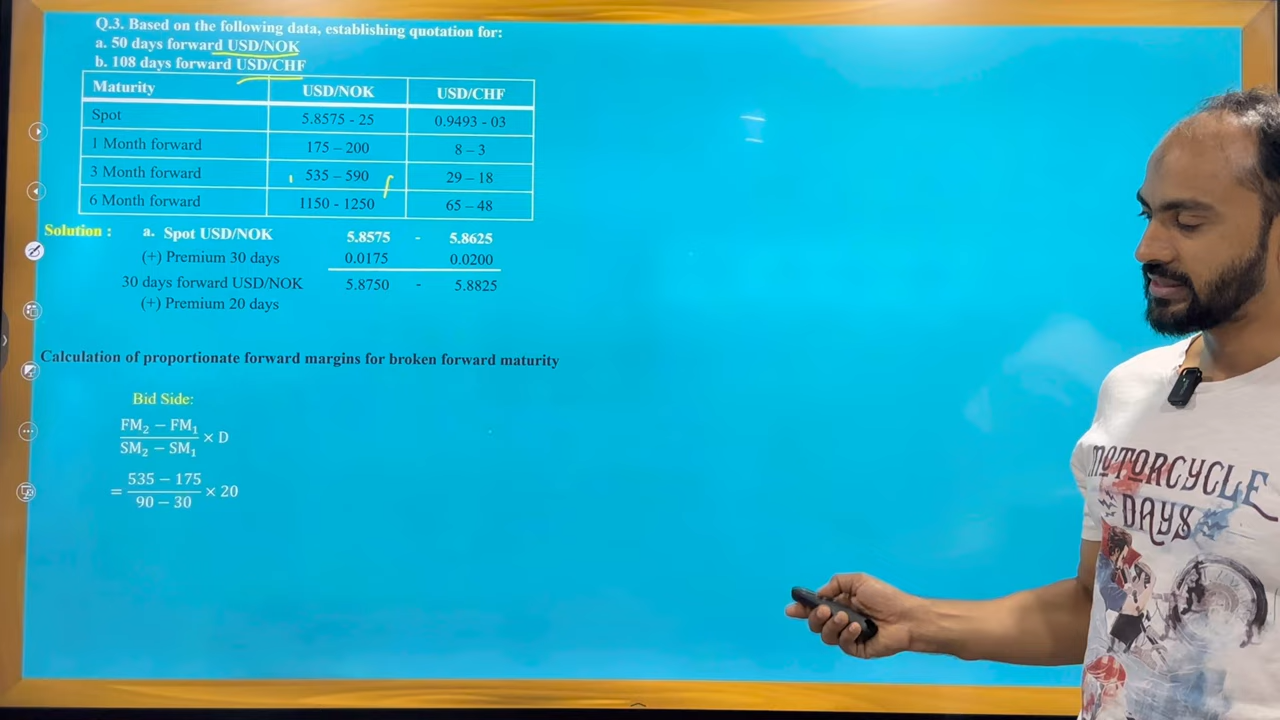 Q.3. Based on the following data, establishing quotation for:
a. 50 days forward USD/NOK
b. 108 days forward USD/CHF
Maturity USD/NOK USD/CHF
Spot 5.8575 - 25 0.9493 - 03
1 Month forward 175 – 200 8 – 3
3 Month forward 535 – 590 29 – 18
6 Month forward 1150 - 1250 65 – 48
Solution : a. Spot USD/NOK 5.8575 - 5.8625
(+) Premium 30 days 0.0175 0.0200
30 days forward USD/NOK 5.8750 - 5.8825
(+) Premium 20 days
Calculation of proportionate forward margins for broken forward maturity
Bid Side:
FM₂ – FM₁
SM₂ – SM₁ × D
= 535 – 175
90 – 30 × 20
MOTORCYCLE
DAYS